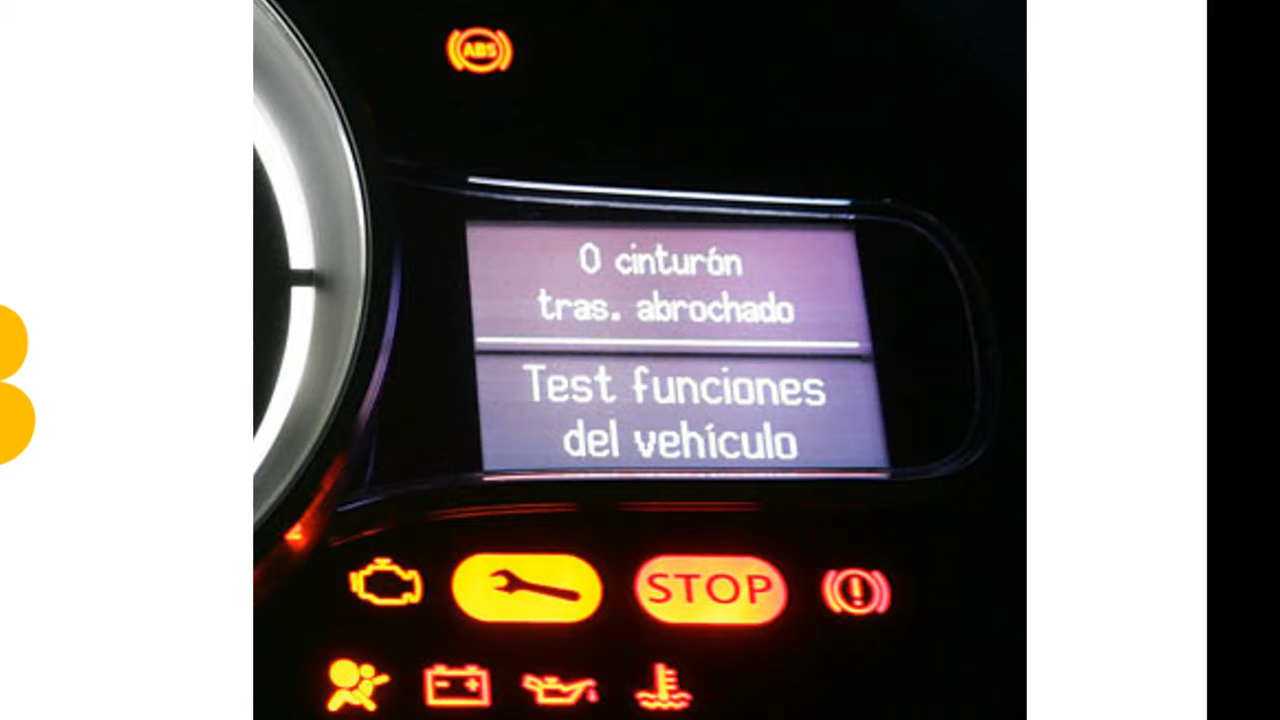 ABS
0 cinturón
tras. abrochado
Test funciones
del vehículo
STOP